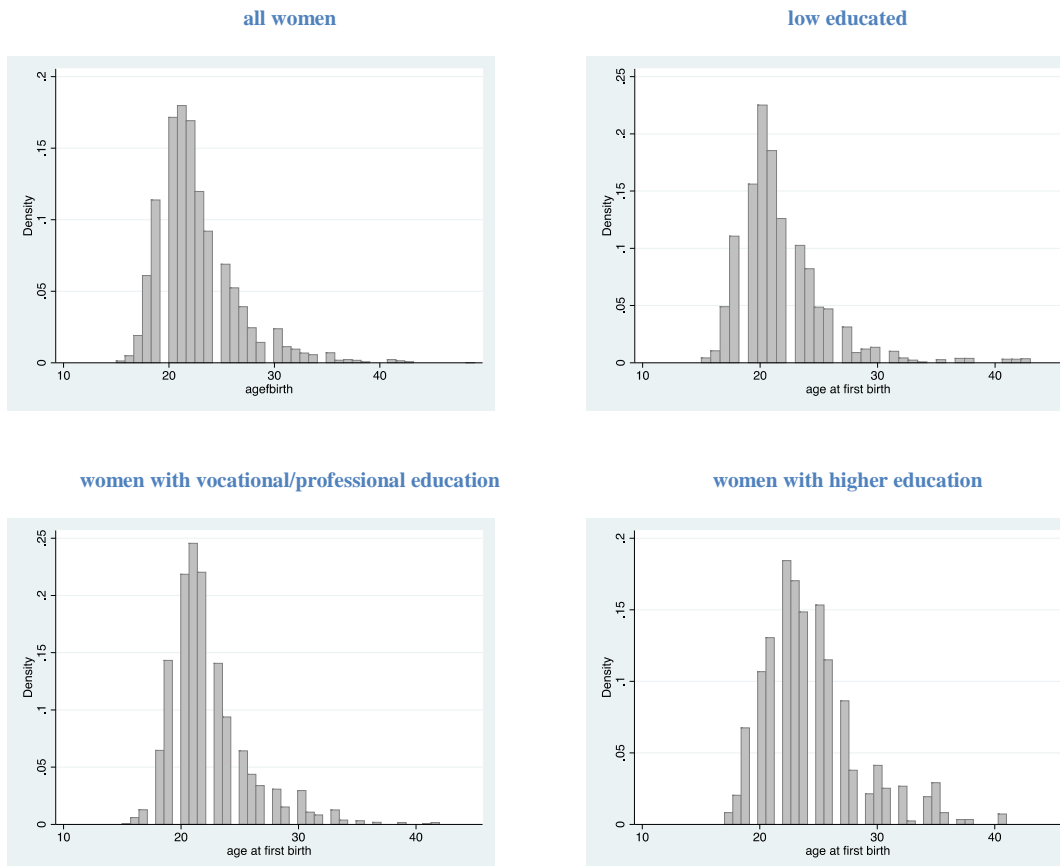 all women
.2
.15
.1
.05
0
Density
10 20 30 40
agefbirth
low educated
.25
.2
.15
.1
.05
0
Density
10 20 30 40
age at first birth
women with vocational/professional education
.25
.2
.15
.1
.05
0
Density
10 20 30 40
age at first birth
women with higher education
.2
.15
.1
.05
0
Density
10 20 30 40
age at first birth